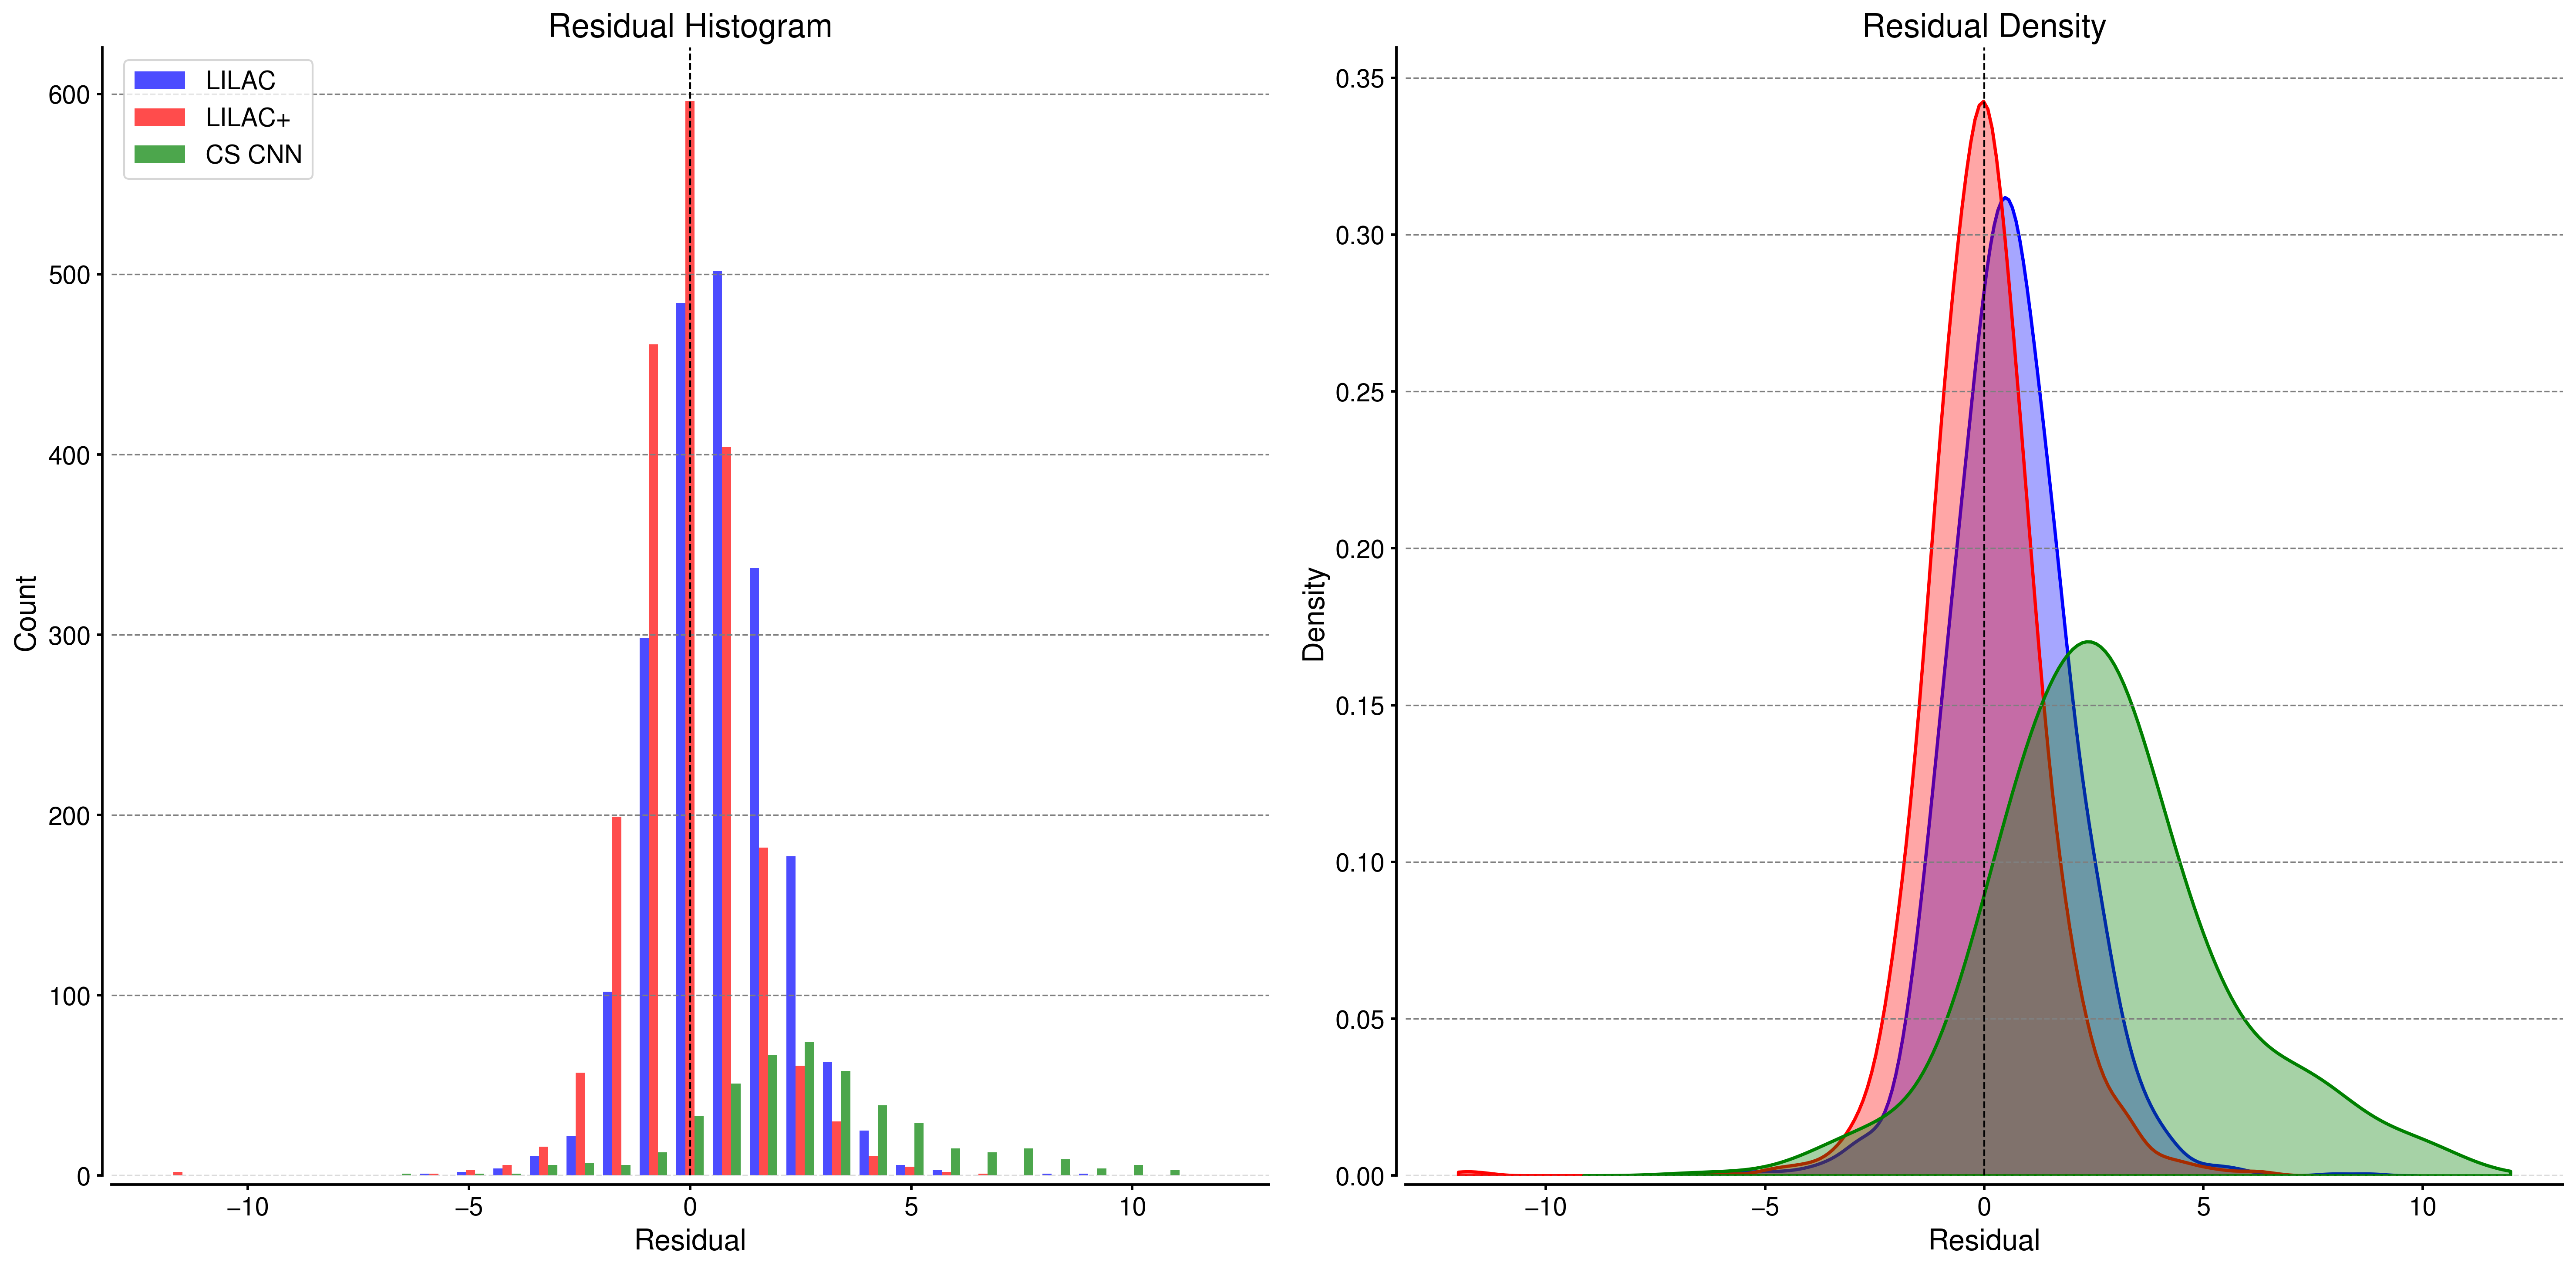 Residual Histogram
LILAC
LILAC+
CS CNN
600
500
400
300
200
100
0
Count
−10
−5
0
5
10
Residual
Residual Density
0.35
0.30
0.25
0.20
0.15
0.10
0.05
0.00
Density
−10
−5
0
5
10
Residual